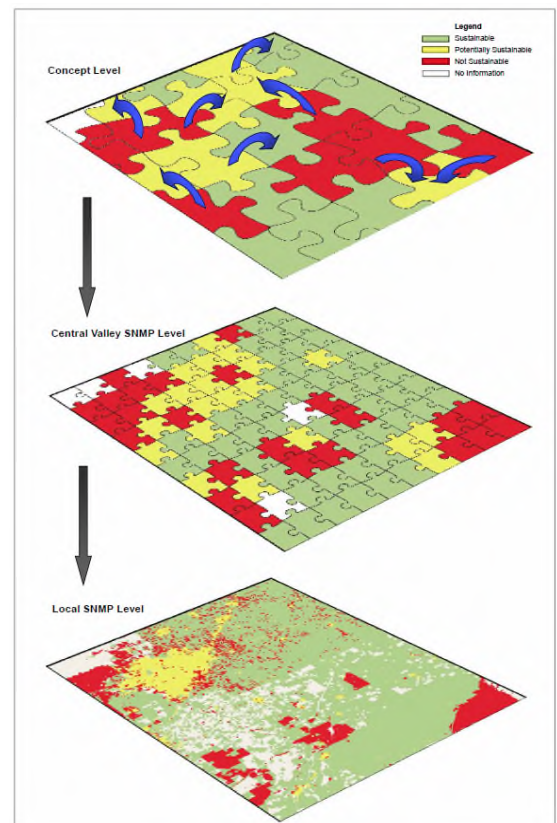 Legend
Sustainable
Potentially Sustainable
Not Sustainable
No Information
Concept Level
Central Valley SNMP Level
Local SNMP Level